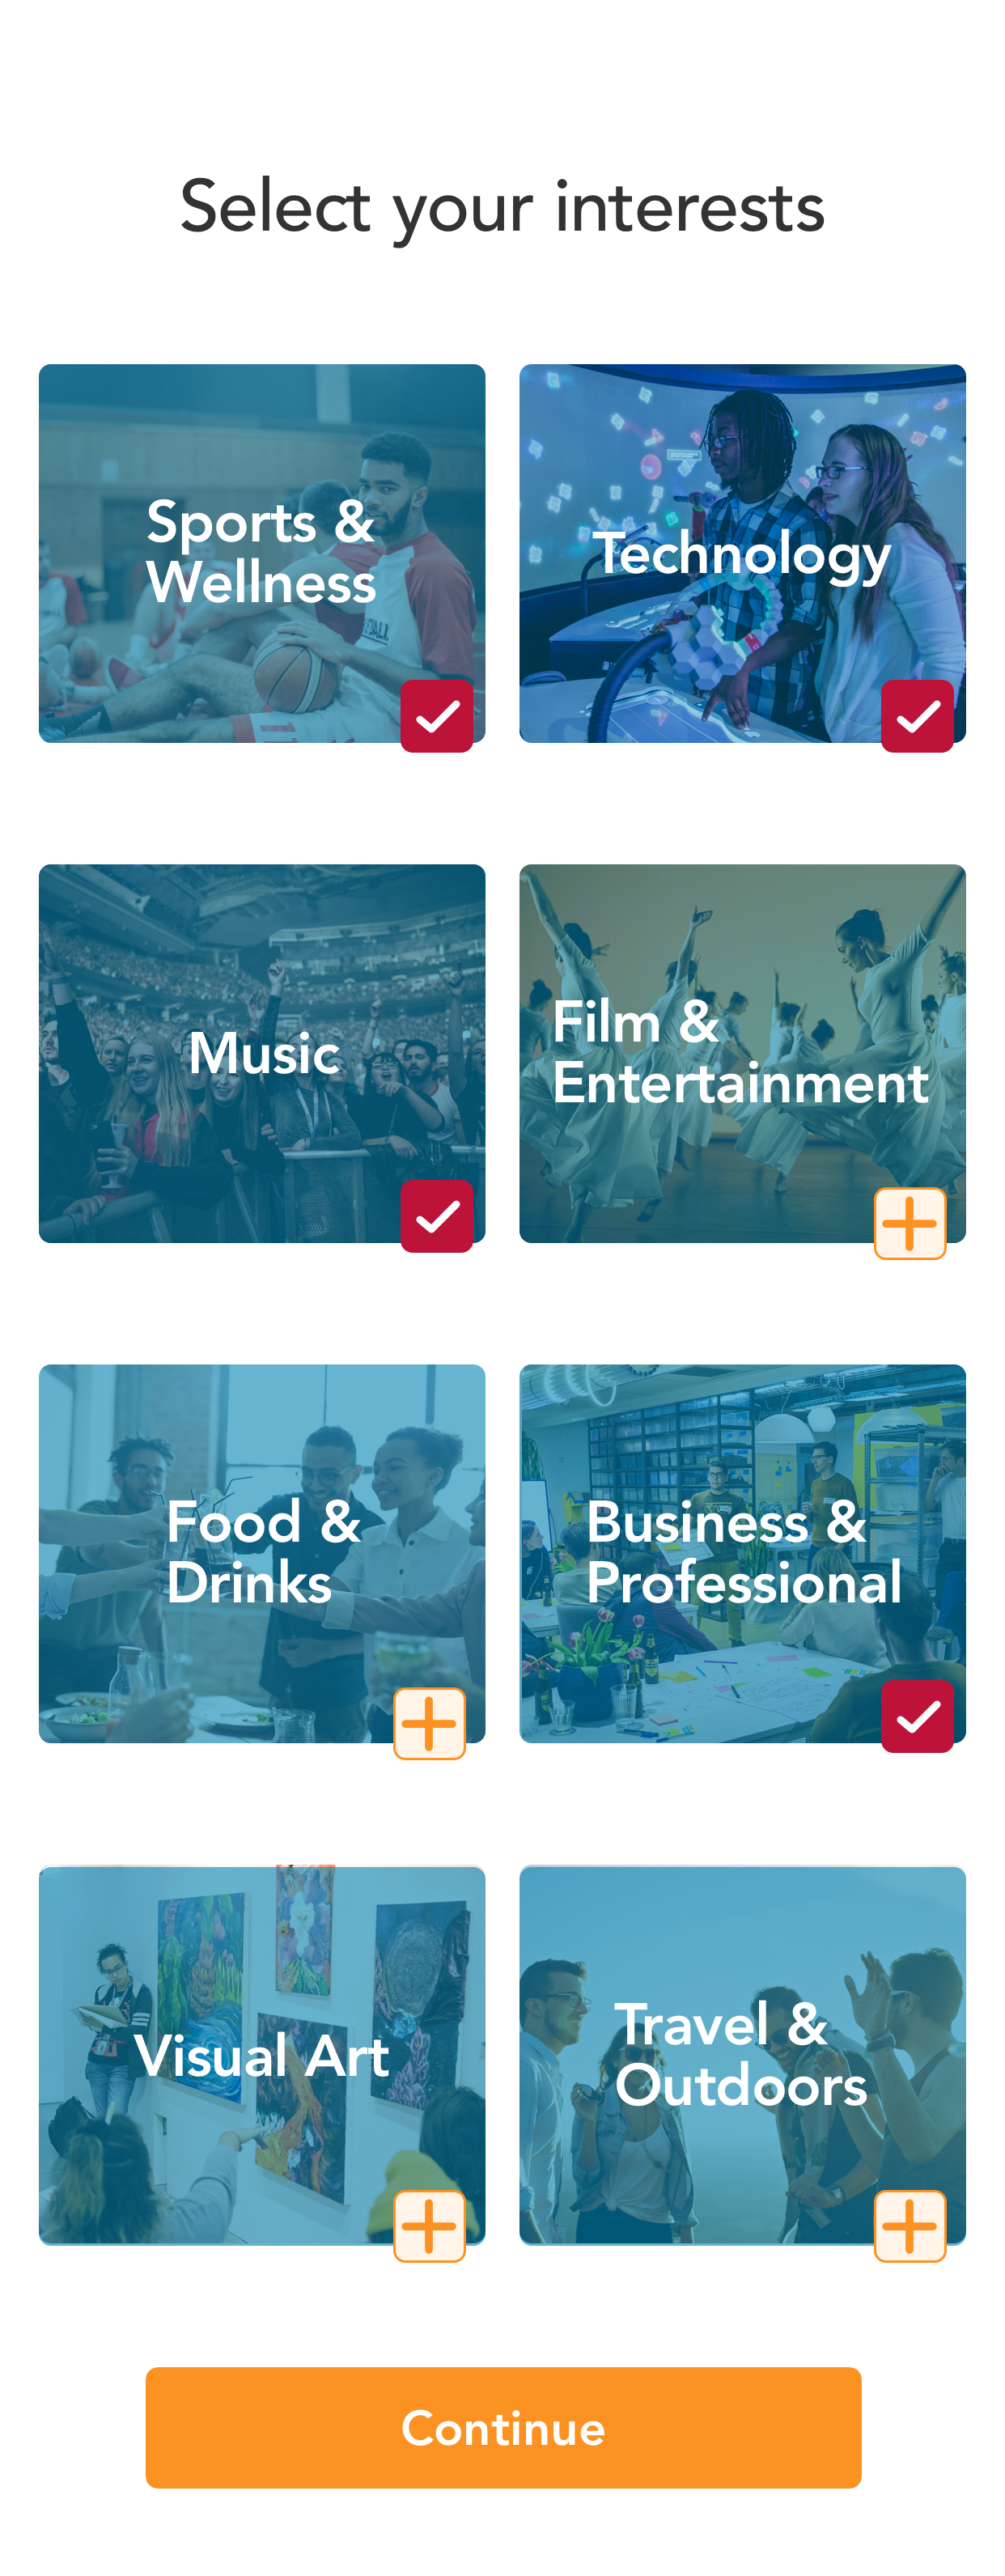 Select your interests
Sports &
Wellness
Technology
Music
Film &
Entertainment
Food &
Drinks
Business &
Professional
Visual Art
Travel &
Outdoors
Continue